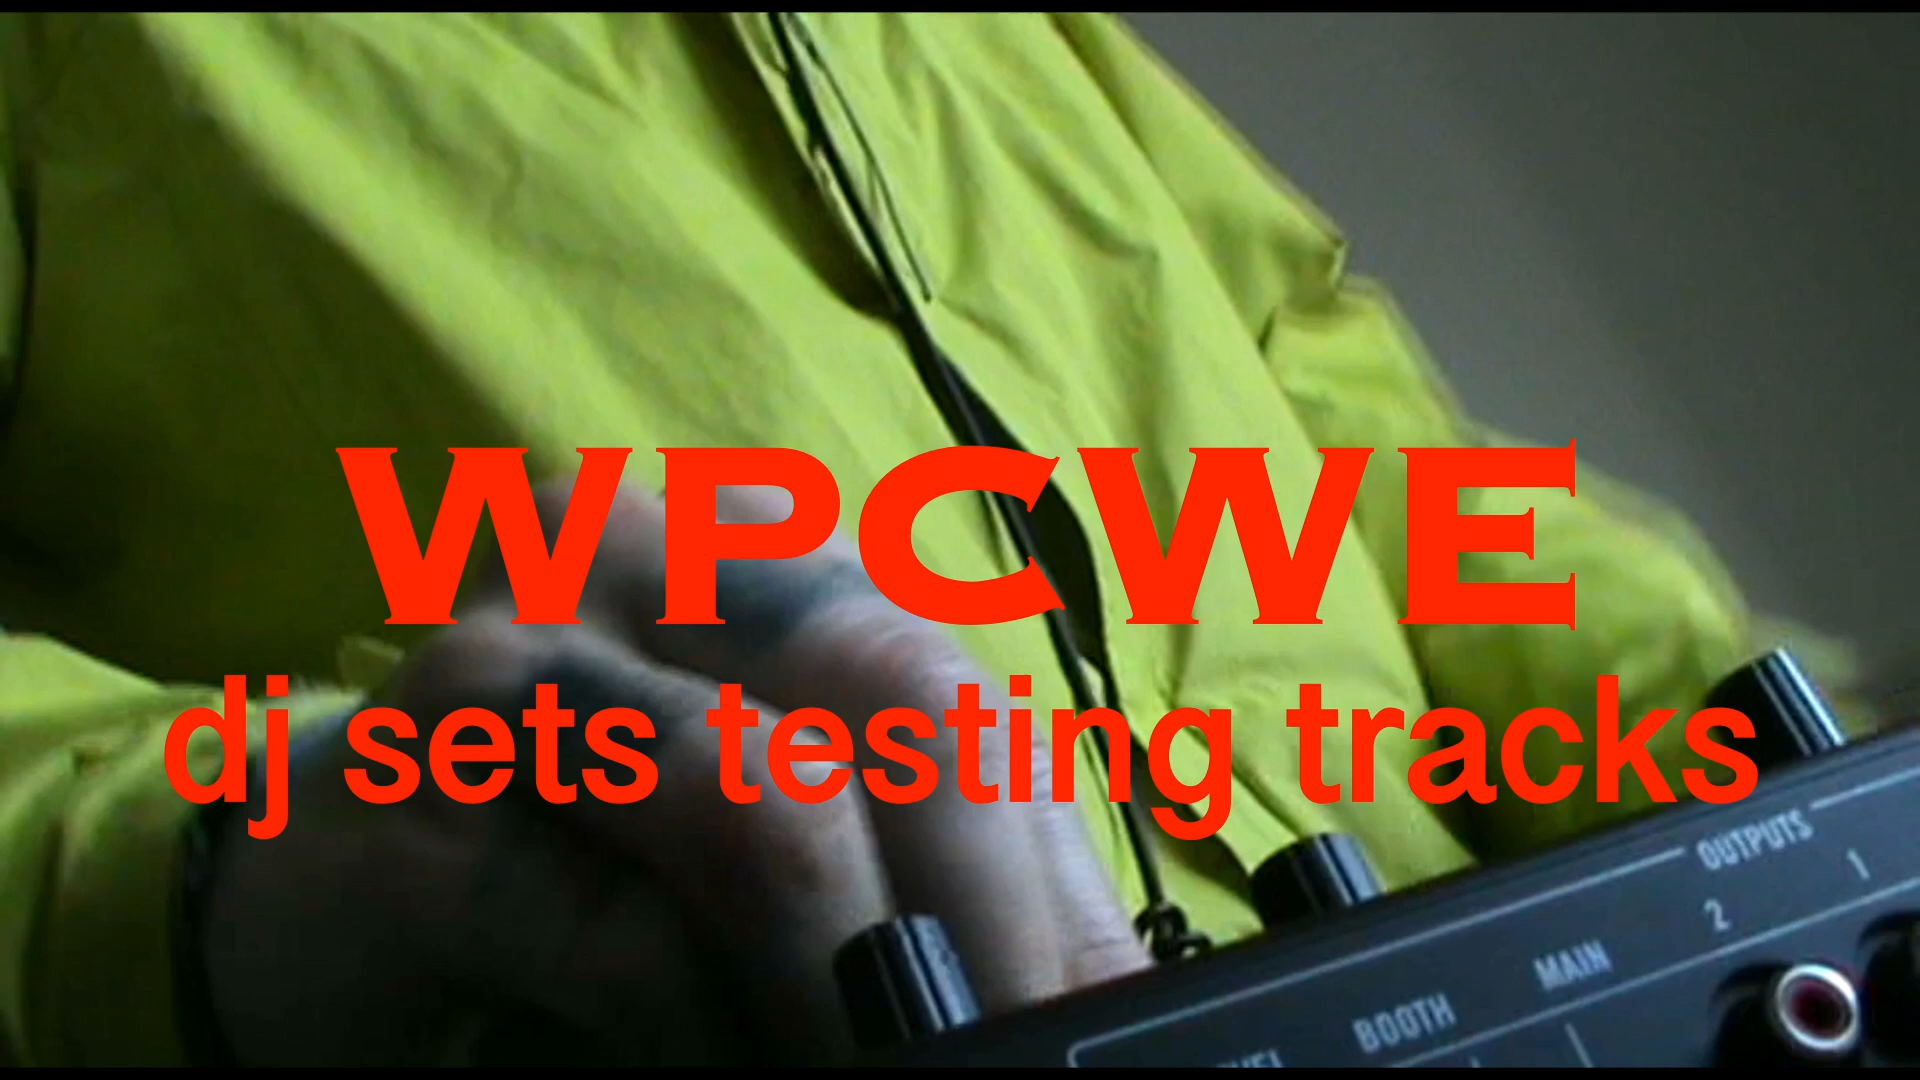 WPCWE
dj sets testing tracks
OUTPUTS
2 1
MAIN
BOOTH